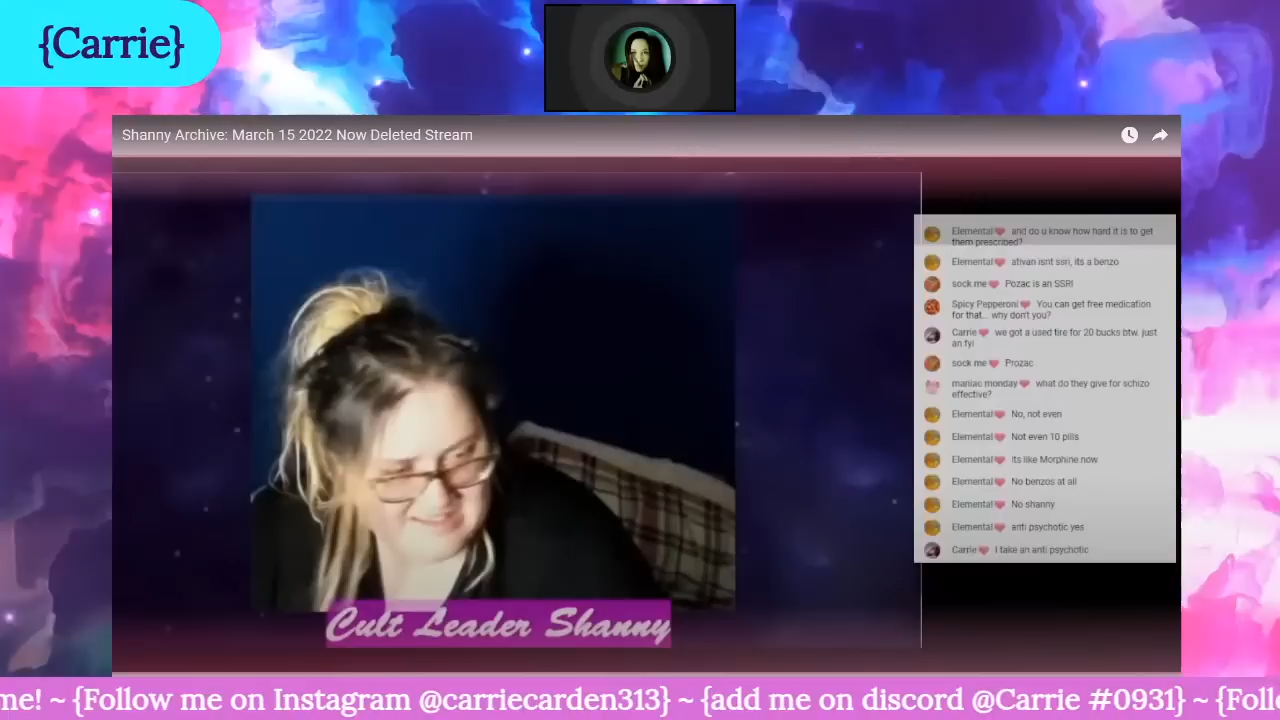 {Carrie}
Shanny Archive: March 15 2022 Now Deleted Stream
Elemental and do u know how hard it is to get
them prescribed?
Elemental ativan isnt ssri, its a benzo
sock me Pozac is an SSRI
Spicy Pepperoni You can get free medication
for that... why don't you?
Carrie we got a used tire for 20 bucks btw. just
an fyi
sock me Prozac
maniac monday what do they give for schizo
effective?
Elemental No, not even
Elemental Not even 10 pills
Elemental Its like Morphine now
Elemental No benzos at all
Elemental No shanny
Elemental anti psychotic yes
Carrie I take an anti psychotic
Cult Leader Shanny
me! ~ {Follow me on Instagram @carriecarden313} ~ {add me on discord @Carrie #0931} ~ {Foll